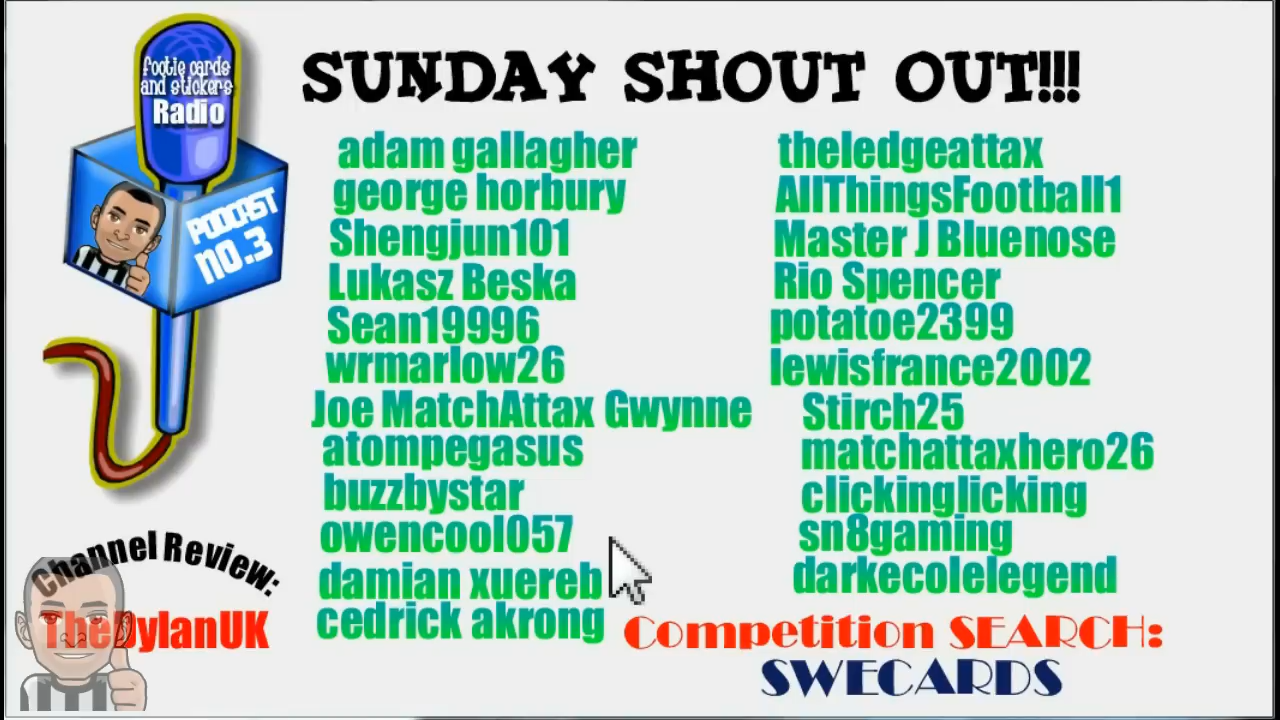 footie cards
and stickers
Radio
PODCAST
NO.3
SUNDAY SHOUT OUT!!!
adam gallagher
george horbury
Shengjun101
Lukasz Beska
Sean19996
wrmarlow26
Joe MatchAttax Gwynne
atompegasus
buzzbystar
owencool057
damian xuereb
cedrick akrong
theledgeattax
AllThingsFootball1
Master J Bluenose
Rio Spencer
potatoe2399
lewisfrance2002
Stirch25
matchattaxhero26
clickinglicking
sn8gaming
darkecolelegend
Channel Review:
TheDylanUK
Competition SEARCH:
SWECARDS